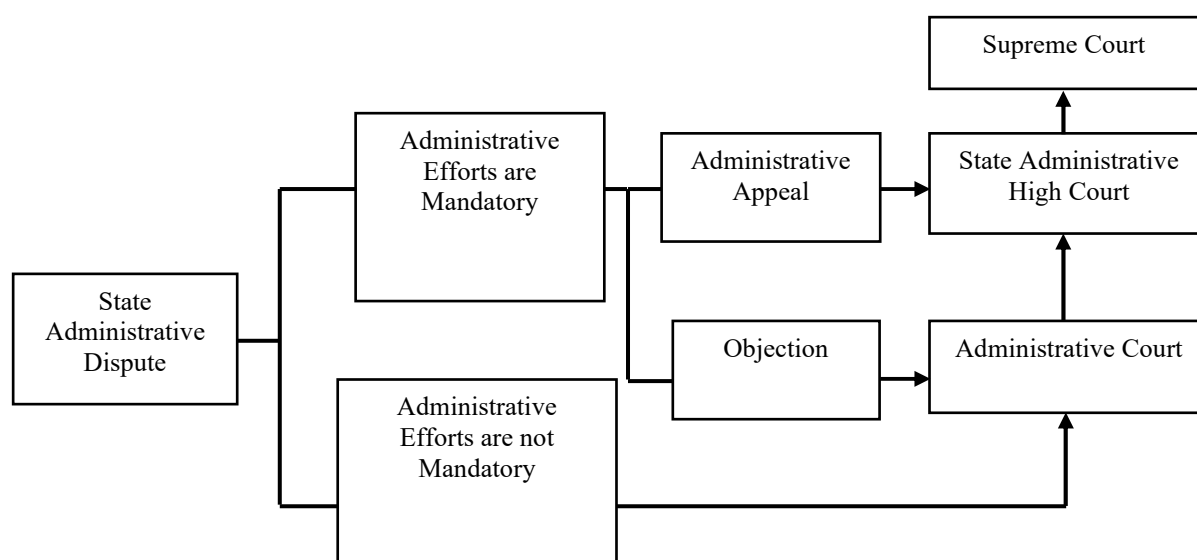 Supreme Court
Administrative
Efforts are
Mandatory
Administrative
Appeal
State Administrative
High Court
State
Administrative
Dispute
Objection
Administrative Court
Administrative
Efforts are not
Mandatory